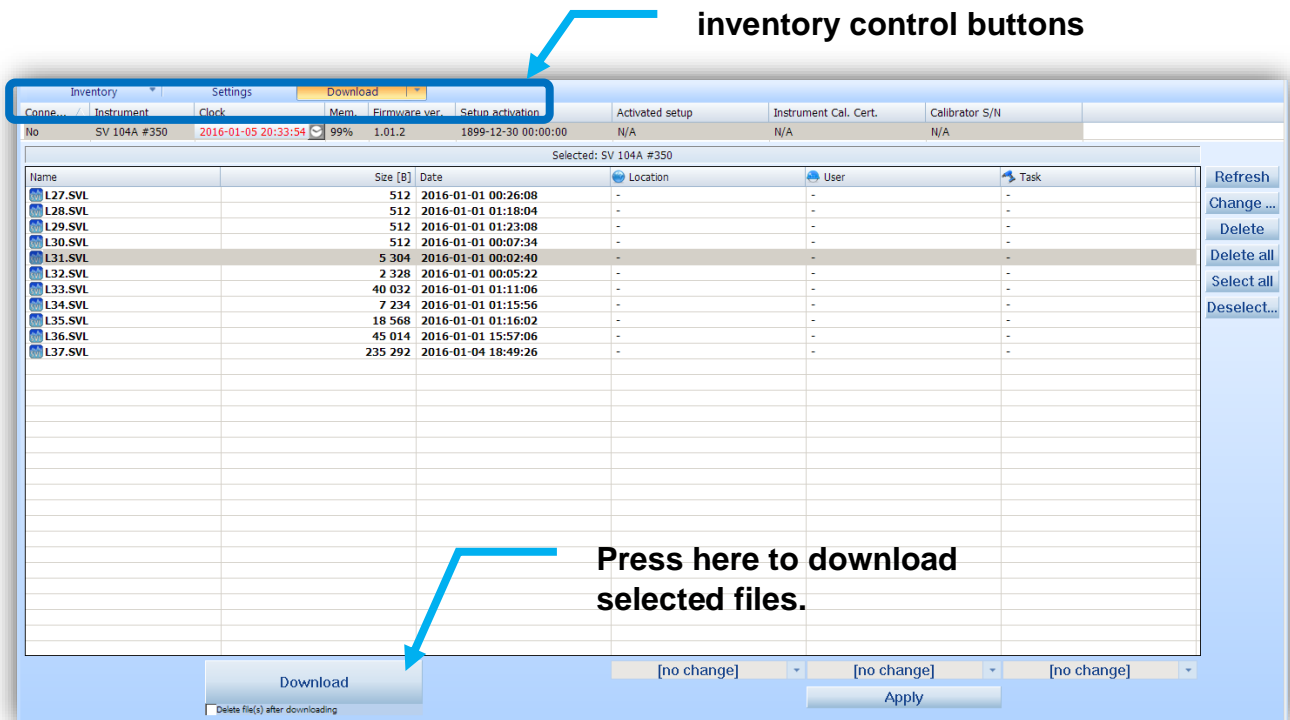 inventory control buttons
Inventory Settings Download
Conne... Instrument Clock Mem. Firmware ver. Setup activation Activated setup Instrument Cal. Cert. Calibrator S/N
No SV 104A #350 2016-01-05 20:33:54 99% 1.01.2 1899-12-30 00:00:00 N/A N/A N/A
Selected: SV 104A #350
Name Size [B] Date Location User Task
L27.SVL 512 2016-01-01 00:26:08 - - -
L28.SVL 512 2016-01-01 01:18:04 - - -
L29.SVL 512 2016-01-01 01:23:08 - - -
L30.SVL 512 2016-01-01 00:07:34 - - -
L31.SVL 5 304 2016-01-01 00:02:40 - - -
L32.SVL 2 328 2016-01-01 00:05:22 - - -
L33.SVL 40 032 2016-01-01 01:11:06 - - -
L34.SVL 7 234 2016-01-01 01:15:56 - - -
L35.SVL 18 568 2016-01-01 01:16:02 - - -
L36.SVL 45 014 2016-01-01 15:57:06 - - -
L37.SVL 235 292 2016-01-04 18:49:26 - - -
Refresh
Change ...
Delete
Delete all
Select all
Deselect...
Press here to download
selected files.
[no change] [no change] [no change]
Download
Apply
Delete file(s) after downloading